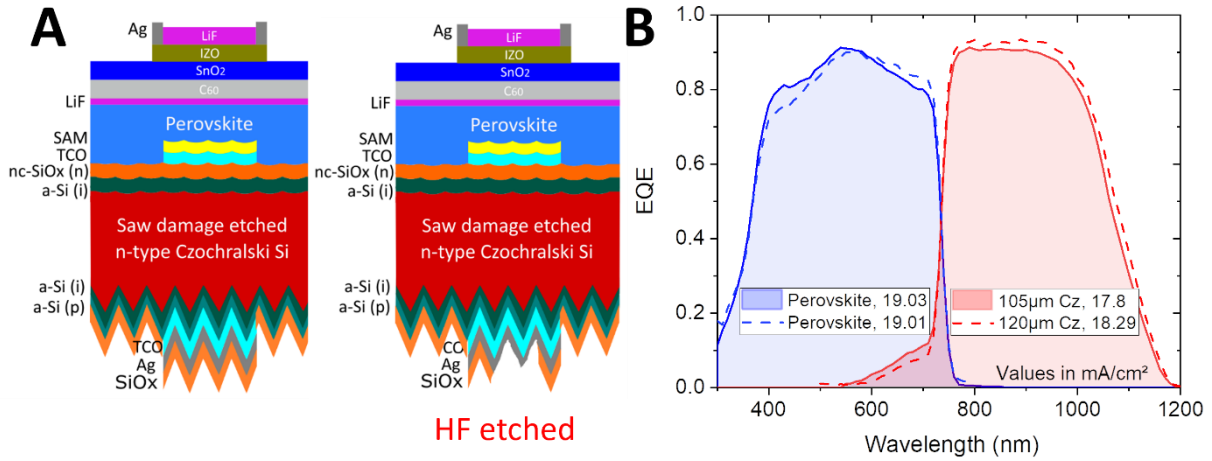 A
Ag
LiF
IZO
SnO2
C60
LiF
Perovskite
SAM
TCO
nc-SiOx (n)
a-Si (i)
Saw damage etched
n-type Czochralski Si
a-Si (i)
a-Si (p)
TCO
Ag
SiOx
Ag
LiF
IZO
SnO2
C60
LiF
Perovskite
SAM
TCO
nc-SiOx (n)
a-Si (i)
Saw damage etched
n-type Czochralski Si
a-Si (i)
a-Si (p)
CO
Ag
SiOx
HF etched
B
1.0
0.8
0.6
0.4
0.2
0.0
EQE
Perovskite, 19.03
Perovskite, 19.01
105µm Cz, 17.8
120µm Cz, 18.29
Values in mA/cm²
400 600 800 1000 1200
Wavelength (nm)